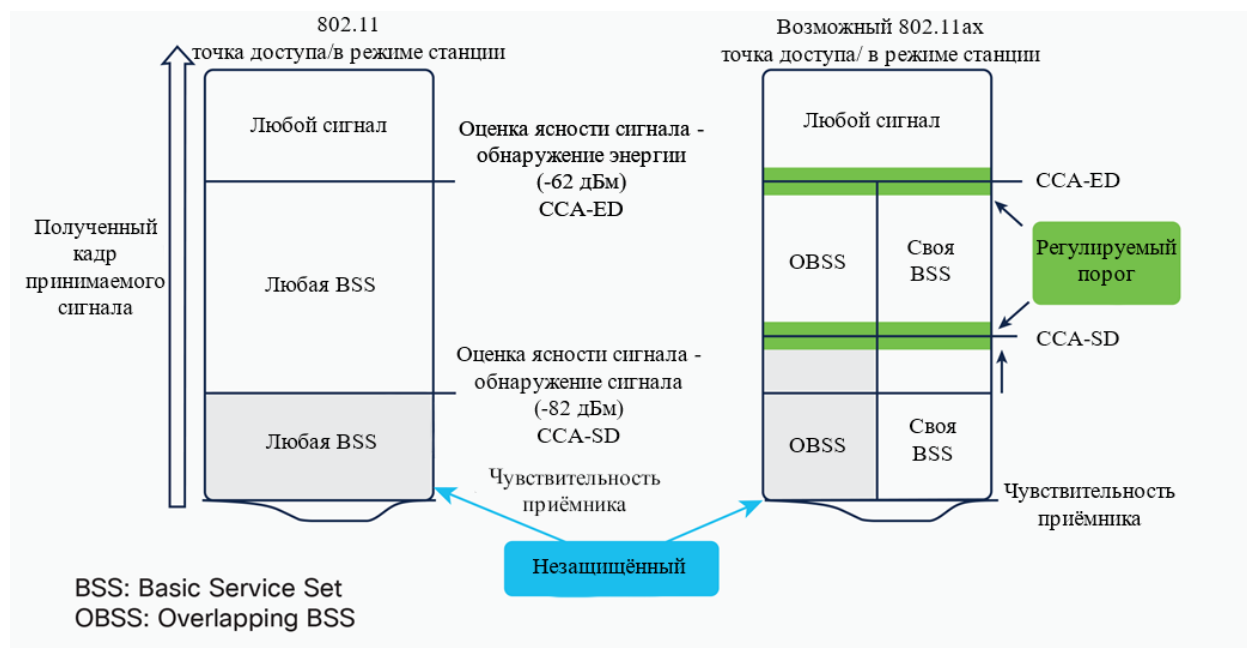 802.11
точка доступа/в режиме станции
Возможный 802.11ax
точка доступа/ в режиме станции
Любой сигнал
Оценка ясности сигнала -
обнаружение энергии
(-62 дБм)
CCA-ED
Любой сигнал
CCA-ED
Полученный
кадр
принимаемого
сигнала
Любая BSS
OBSS
Своя
BSS
Регулируемый
порог
Оценка ясности сигнала -
обнаружение сигнала
(-82 дБм)
CCA-SD
CCA-SD
Любая BSS
OBSS
Своя
BSS
Чувствительность
приёмника
Чувствительность
приёмника
Незащищённый
BSS: Basic Service Set
OBSS: Overlapping BSS